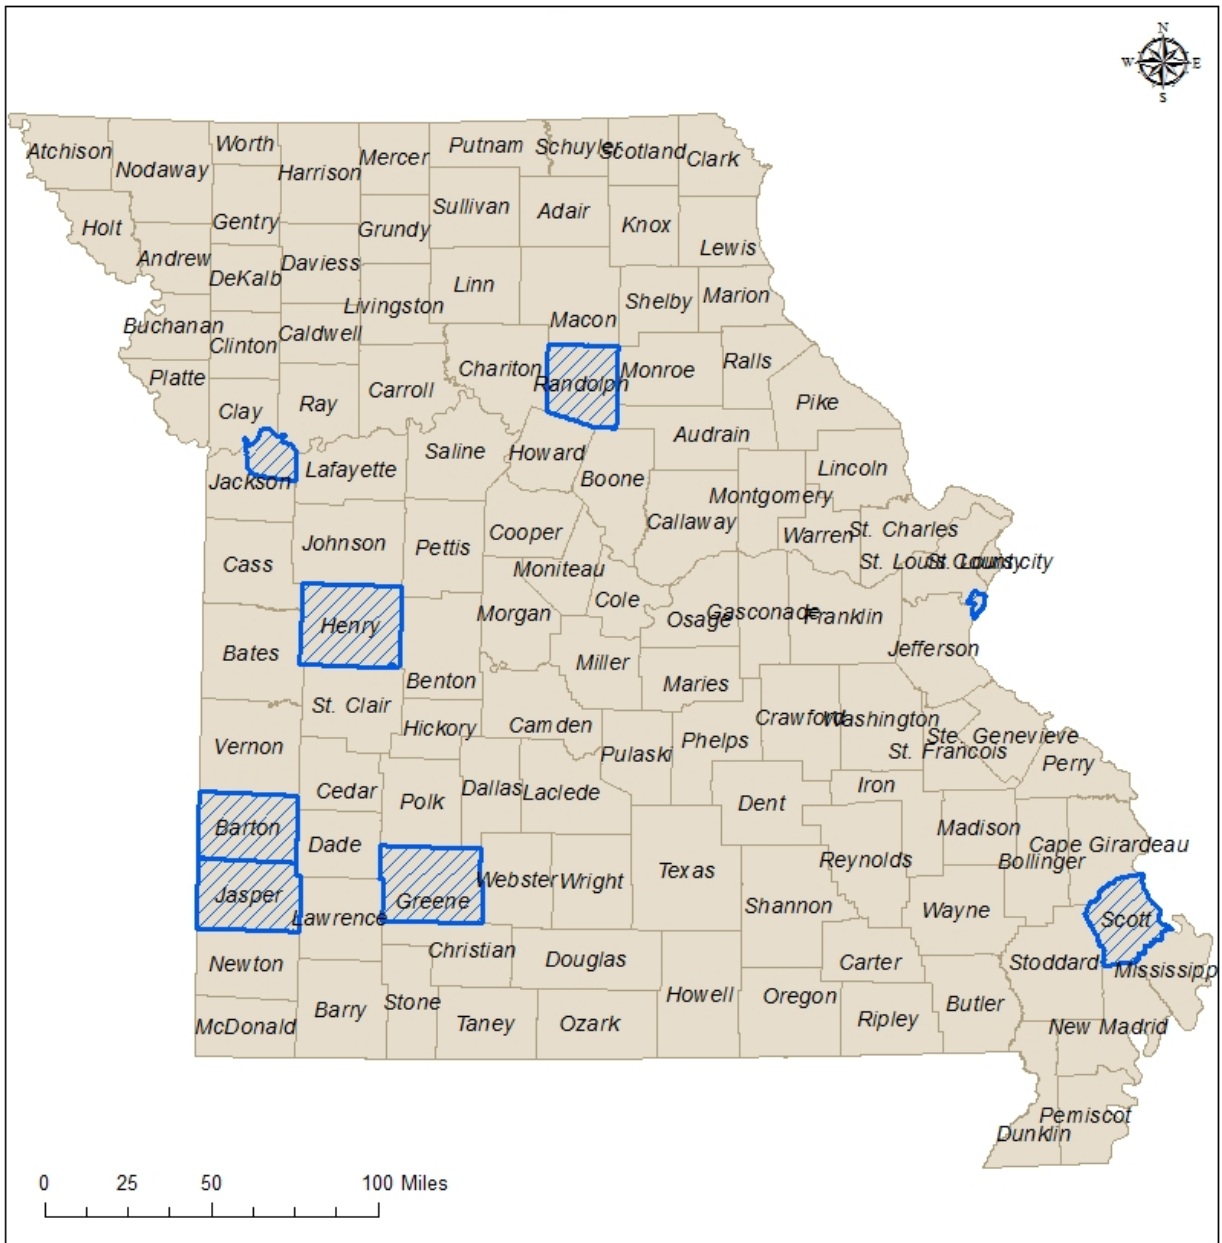 N
W E
S
Atchison
Nodaway
Worth
Harrison
Mercer
Putnam
Schuyler
Scotland
Clark
Holt
Gentry
Grundy
Sullivan
Adair
Knox
Lewis
Andrew
DeKalb
Daviess
Livingston
Linn
Macon
Shelby
Marion
Buchanan
Clinton
Caldwell
Chariton
Randolph
Monroe
Ralls
Platte
Clay
Ray
Carroll
Pike
Jackson
Lafayette
Saline
Howard
Boone
Audrain
Lincoln
Montgomery
Callaway
Warren
St. Charles
Cass
Johnson
Pettis
Cooper
Moniteau
St. Louis County
St. Louis city
Bates
Henry
Morgan
Cole
Osage
Gasconade
Franklin
Jefferson
Benton
Miller
Maries
Vernon
St. Clair
Hickory
Camden
Pulaski
Phelps
Crawford
Washington
Ste. Genevieve
St. Francois
Perry
Cedar
Polk
Dallas
Laclede
Dent
Iron
Barton
Dade
Madison
Cape Girardeau
Bollinger
Jasper
Lawrence
Greene
Webster
Wright
Texas
Reynolds
Shannon
Wayne
Scott
Newton
Christian
Douglas
Carter
Stoddard
Mississippi
McDonald
Barry
Stone
Taney
Ozark
Howell
Oregon
Ripley
Butler
New Madrid
Pemiscot
Dunklin
0 25 50 100 Miles